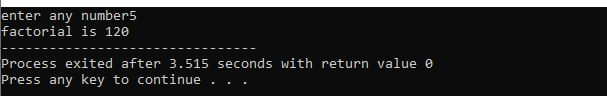 enter any number5
factorial is 120
--------------------------------
Process exited after 3.515 seconds with return value 0
Press any key to continue . . .